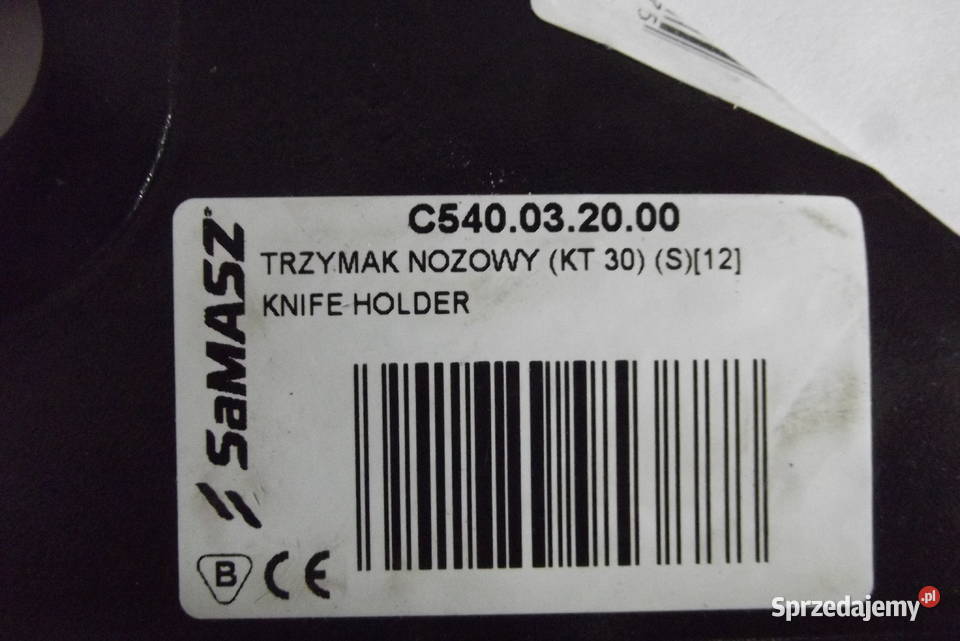 C540.03.20.00
TRZYMAK NOZOWY (KT 30) (S)[12]
KNIFE HOLDER
SaMASZ®
B CE
Sprzedajemy.pl